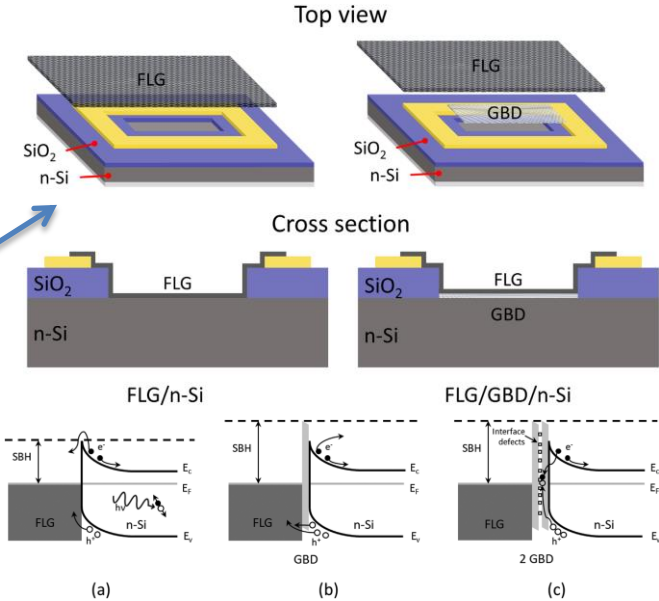 Top view
FLG
SiO2
n-Si
FLG
GBD
SiO2
n-Si
Cross section
SiO2
FLG
n-Si
SiO2
FLG
GBD
n-Si
FLG/n-Si
FLG/GBD/n-Si
SBH
e-
EC
EF
hν
FLG
n-Si
h+
EV
(a)
SBH
e-
EC
EF
FLG
n-Si
h+
EV
GBD
(b)
SBH
Interface
defects
e-
EC
EF
FLG
n-Si
h+
EV
2 GBD
(c)